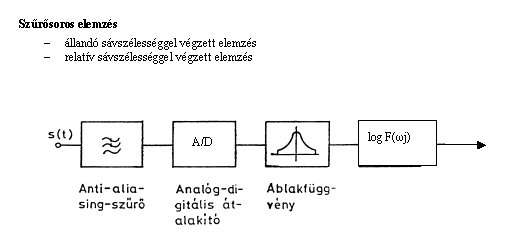 Szűrősoros elemzés
– állandó sávszélességgel végzett elemzés
– relatív sávszélességgel végzett elemzés
s(t)
A/D
log F(ωj)
Anti-alia-
sing-szűrő
Analóg-di-
gitális át-
alakító
Ablakfügg-
vény